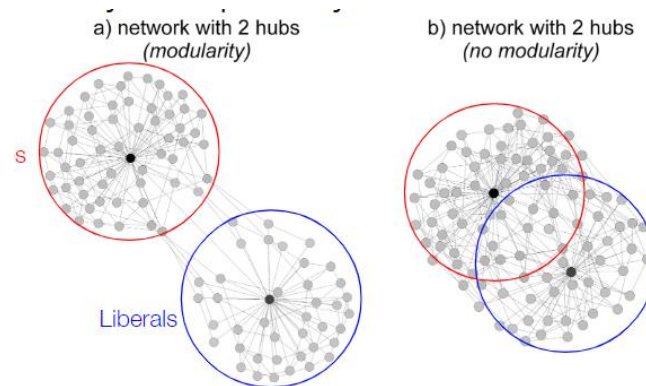 a) network with 2 hubs
(modularity)
b) network with 2 hubs
(no modularity)
s
Liberals